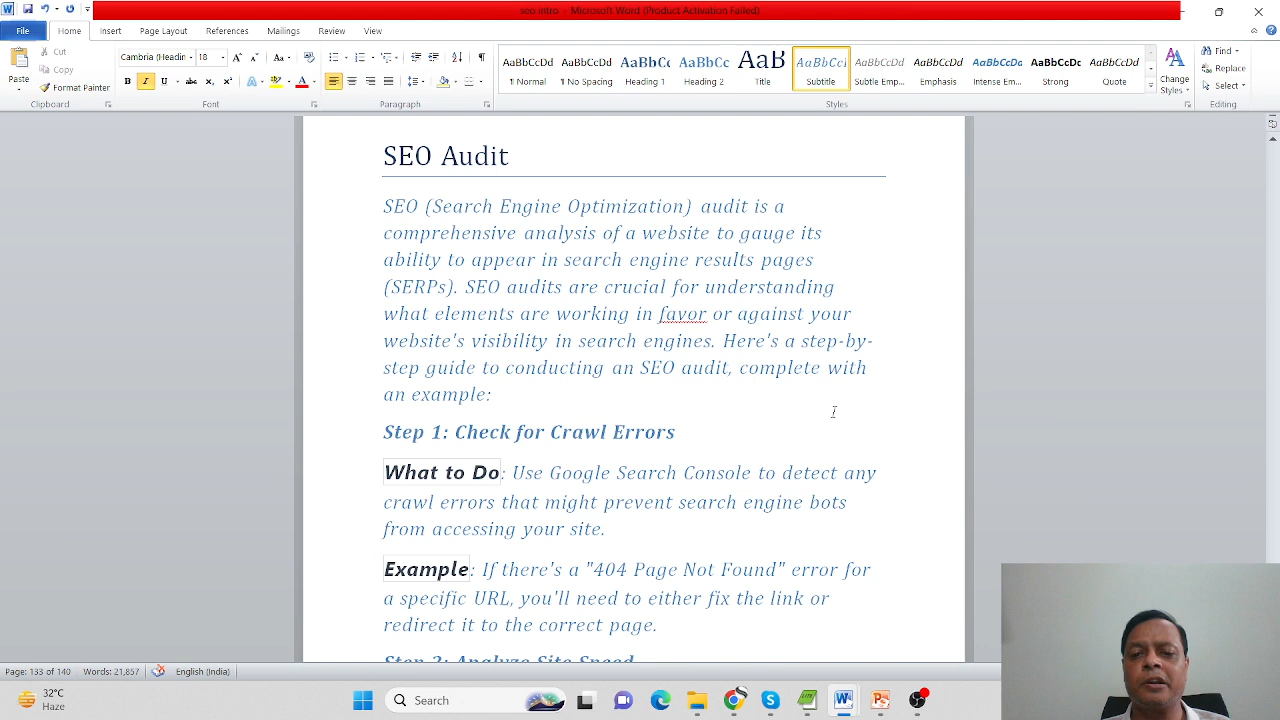 seo intro - Microsoft Word (Product Activation Failed)
File Home Insert Page Layout References Mailings Review View
Paste
Cut
Copy
Format Painter
Clipboard
Cambria (Headin 18
Font
Paragraph
AaBbCcDd AaBbCcDd AaBbCc AaBbCc AaB AaBbCcI AaBbCcDd AaBbCcDd AaBbCcDd AaBbCcDc AaBbCcDd
¶ Normal ¶ No Spacing Heading 1 Heading 2 Title Subtitle Subtle Emp... Emphasis Intense Em... Strong Quote
Styles
Change Styles
Find
Replace
Select
Editing
SEO Audit
SEO (Search Engine Optimization) audit is a
comprehensive analysis of a website to gauge its
ability to appear in search engine results pages
(SERPs). SEO audits are crucial for understanding
what elements are working in favor or against your
website's visibility in search engines. Here's a step-by-
step guide to conducting an SEO audit, complete with
an example:
Step 1: Check for Crawl Errors
What to Do: Use Google Search Console to detect any
crawl errors that might prevent search engine bots
from accessing your site.
Example: If there's a "404 Page Not Found" error for
a specific URL, you'll need to either fix the link or
redirect it to the correct page.
Step 2: Analyze Site Speed
Page: 133 of 140 Words: 21,857 English (India)
32°C
Haze
Search